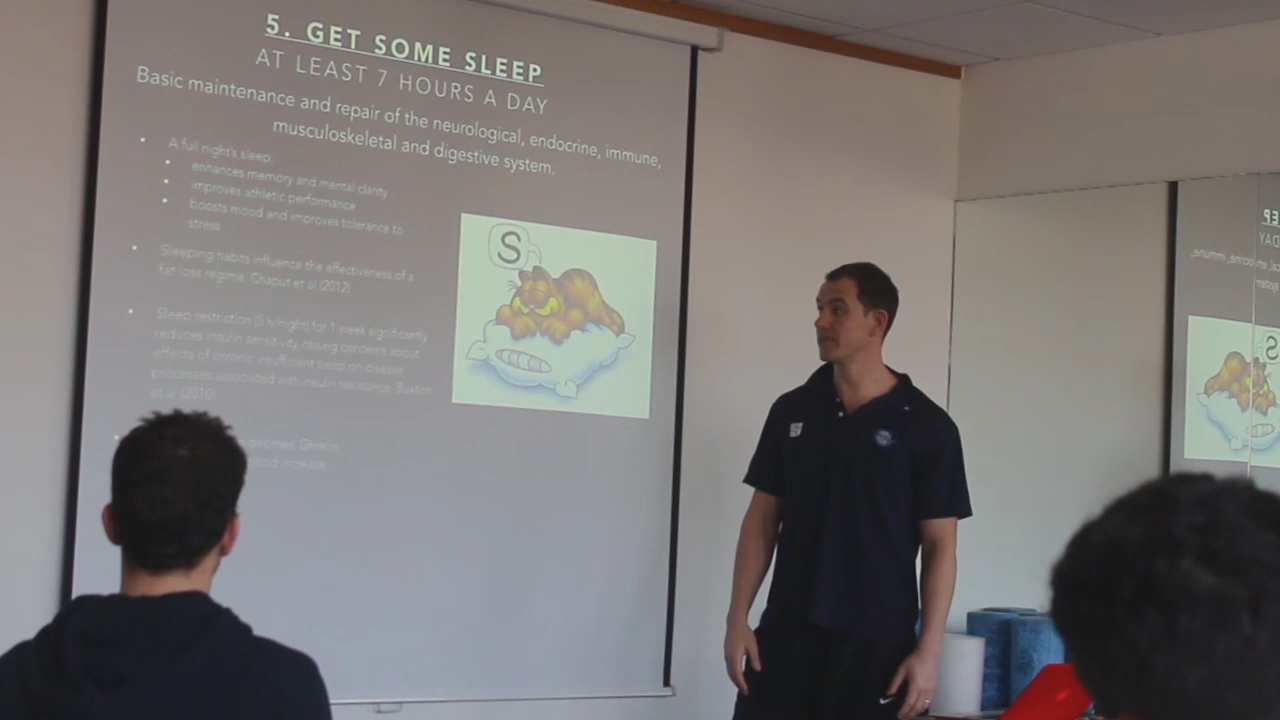 5. GET SOME SLEEP
AT LEAST 7 HOURS A DAY
Basic maintenance and repair of the neurological, endocrine, immune,
musculoskeletal and digestive system.
• A full night's sleep:
• enhances memory and mental clarity
• improves athletic performance
• boosts mood and improves tolerance to
stress
• Sleeping habits influence the effectiveness of a
fat loss regime. Chaput et al (2012)
• Sleep restriction (5 h/night) for 1 week significantly
reduces insulin sensitivity, raising concerns about
effects of chronic insufficient sleep on disease
processes associated with insulin resistance. Buxton
et al (2010)
declined. Ghrelin
increase
S